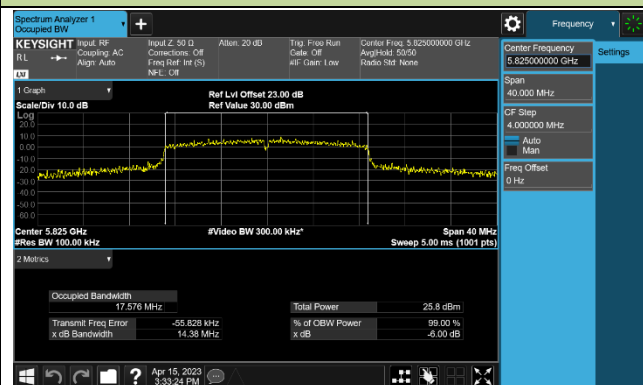 Spectrum Analyzer 1
Occupied BW
+
Frequency
KEYSIGHT
RL
LXI
Input: RF
Coupling: AC
Align: Auto
Input Z: 50 Ω
Corrections: Off
Freq Ref: Int (S)
NFE: Off
Atten: 20 dB
Trig: Free Run
Gate: Off
#IF Gain: Low
Center Freq: 5.825000000 GHz
Avg|Hold: 50/50
Radio Std: None
Center Frequency
5.825000000 GHz
Settings
Span
40.000 MHz
CF Step
4.000000 MHz
Auto
Man
Freq Offset
0 Hz
1 Graph
Scale/Div 10.0 dB
Ref Lvl Offset 23.00 dB
Ref Value 30.00 dBm
Log
20.0
10.0
0.00
-10.0
-20.0
-30.0
-40.0
-60.0
Center 5.825 GHz
#Res BW 100.00 kHz
#Video BW 300.00 kHz*
Span 40 MHz
Sweep 5.00 ms (1001 pts)
2 Metrics
Occupied Bandwidth
17.576 MHz
Total Power 25.8 dBm
Transmit Freq Error -55.828 kHz
% of OBW Power 99.00 %
x dB Bandwidth 14.38 MHz
x dB -6.00 dB
?
Apr 15, 2023
3:33:24 PM